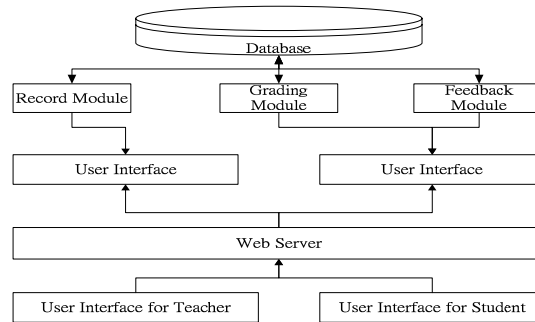 Database
Record Module
Grading
Module
Feedback
Module
User Interface
User Interface
Web Server
User Interface for Teacher
User Interface for Student